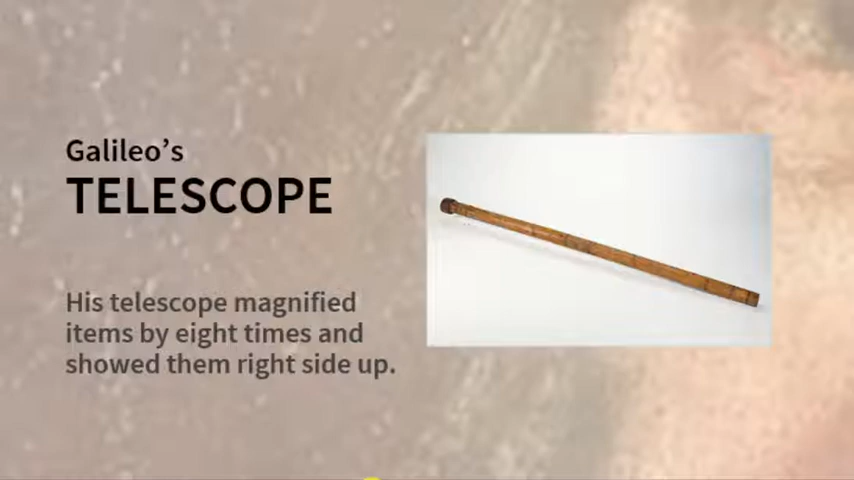 Galileo’s
TELESCOPE
His telescope magnified
items by eight times and
showed them right side up.